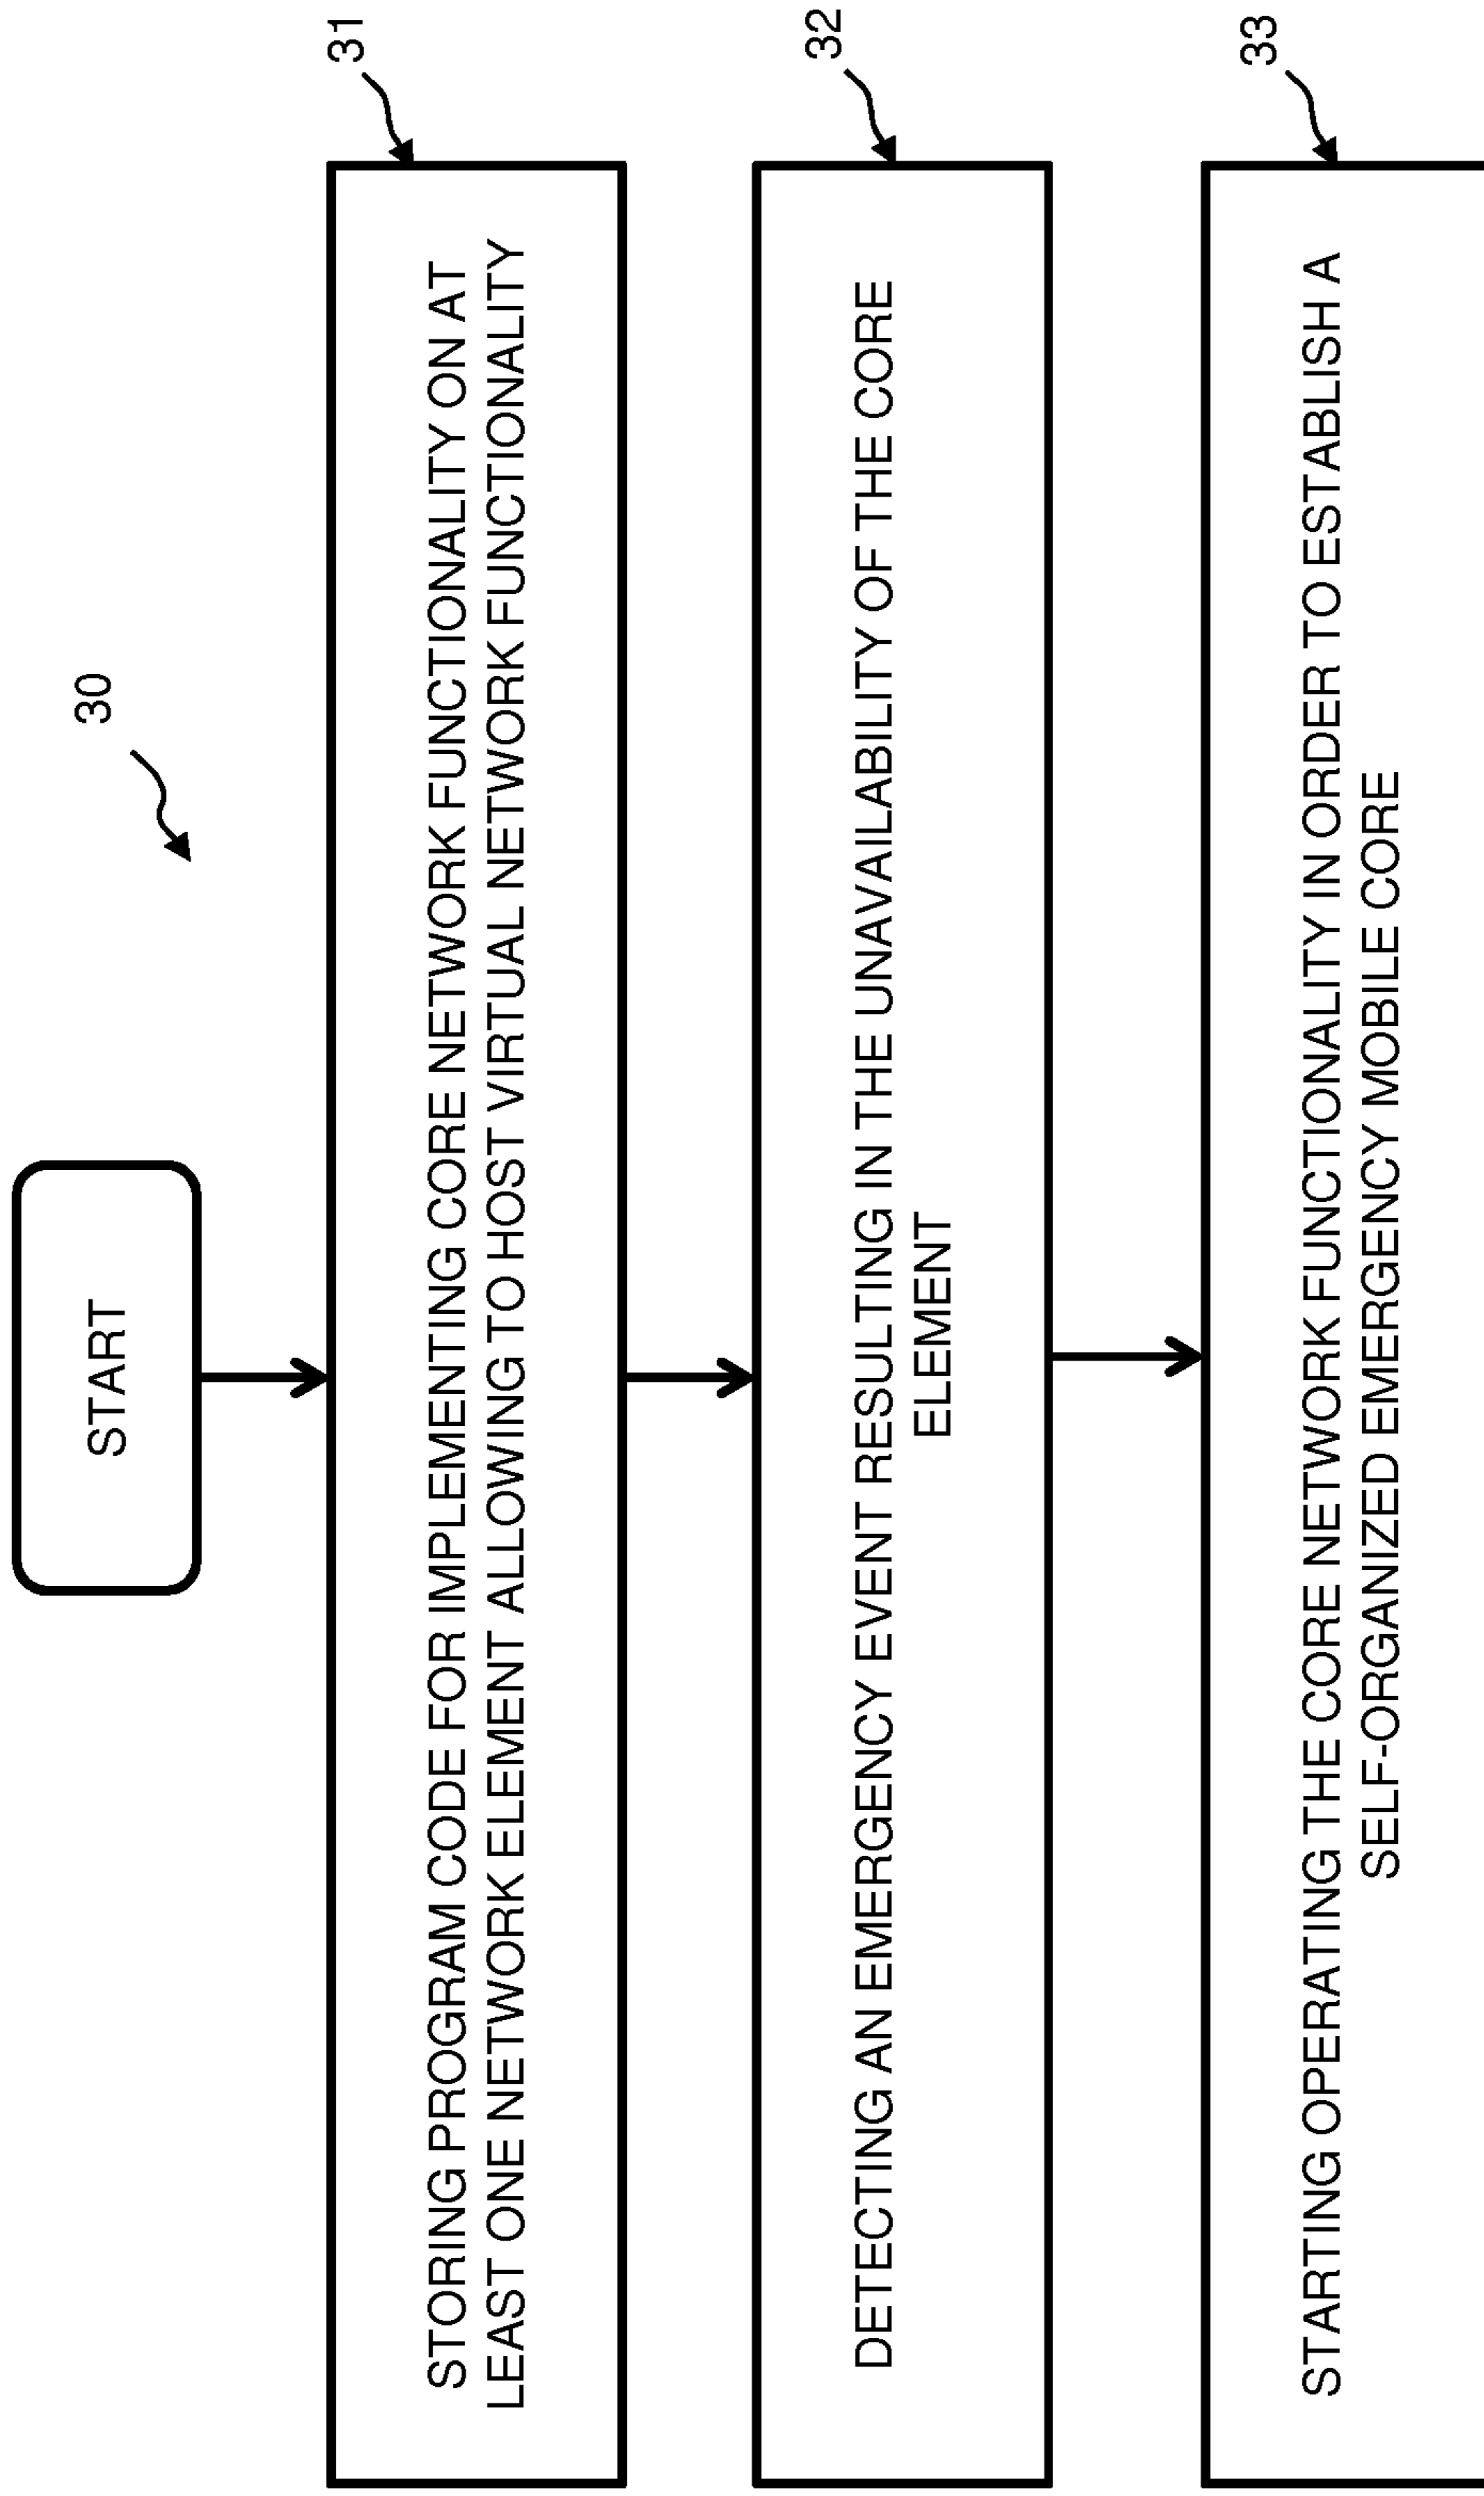 30
START
31
STORING PROGRAM CODE FOR IMPLEMENTING CORE NETWORK FUNCTIONALITY ON AT
LEAST ONE NETWORK ELEMENT ALLOWING TO HOST VIRTUAL NETWORK FUNCTIONALITY
32
DETECTING AN EMERGENCY EVENT RESULTING IN THE UNAVAILABILITY OF THE CORE
ELEMENT
33
STARTING OPERATING THE CORE NETWORK FUNCTIONALITY IN ORDER TO ESTABLISH A
SELF-ORGANIZED EMERGENCY MOBILE CORE